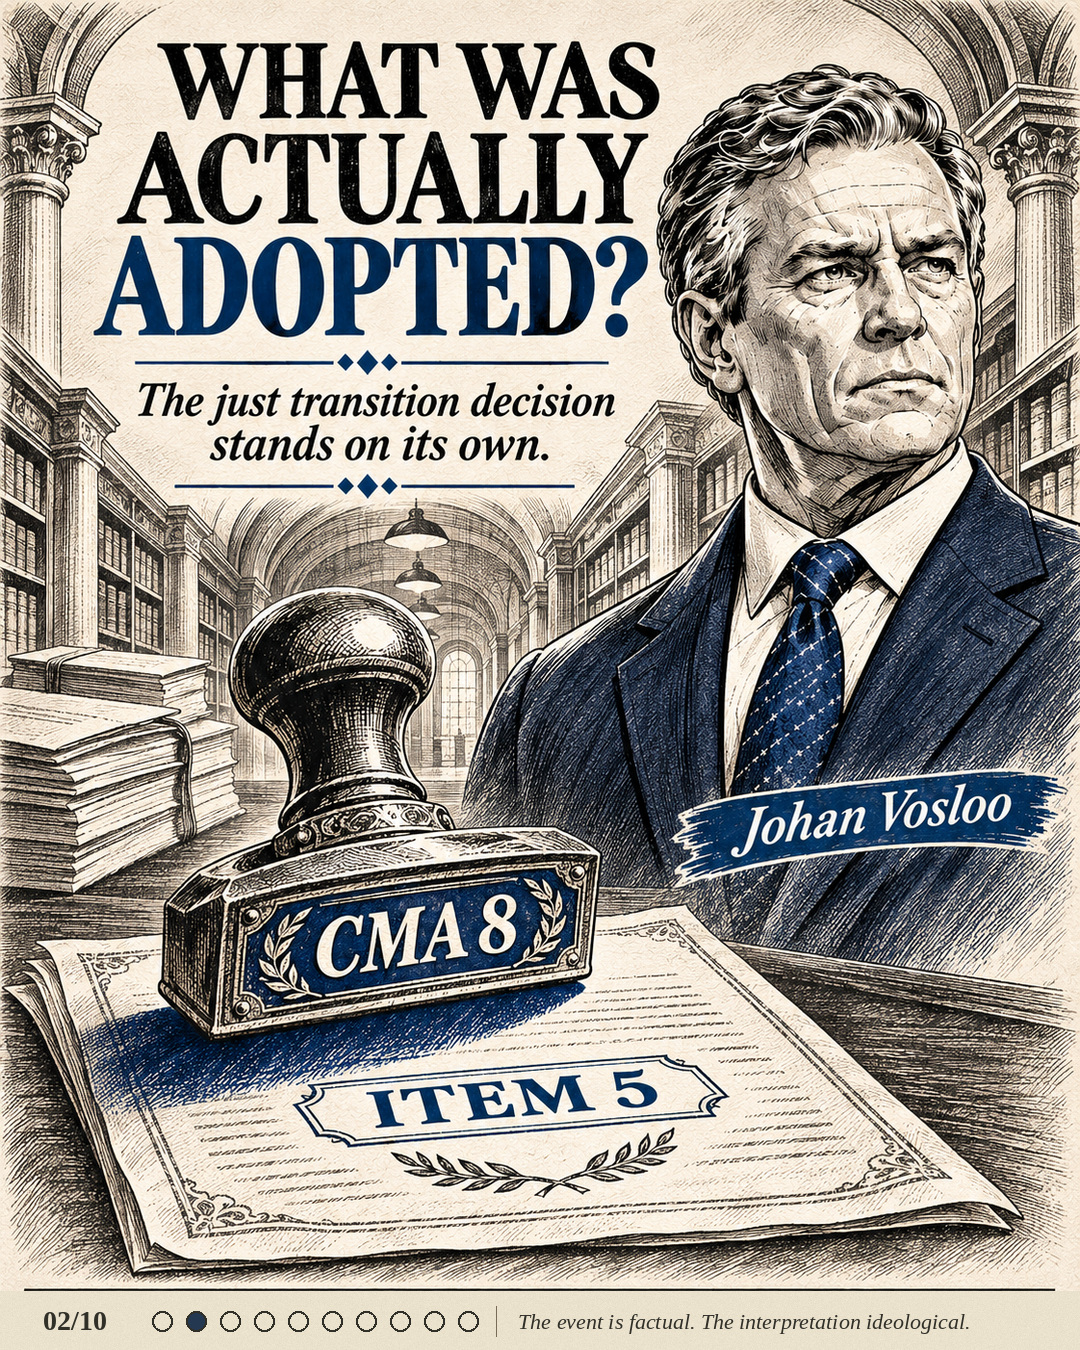 WHAT WAS
ACTUALLY
ADOPTED?
The just transition decision
stands on its own.
Johan Vosloo
CMA 8
ITEM 5
02/10
The event is factual. The interpretation ideological.